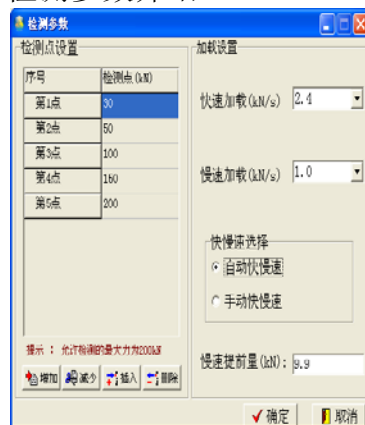 检测参数
检测点设置
序号 检测点(kN)
第1点 30
第2点 50
第3点 100
第4点 160
第5点 200
提示 : 允许检测的最大力为200kN
增加 减少 插入 删除
加载设置
快速加载(kN/s) 2.4
慢速加载(kN/s) 1.0
快慢速选择
自动快慢速
手动快慢速
慢速提前量(kN): 9.9
确定 取消